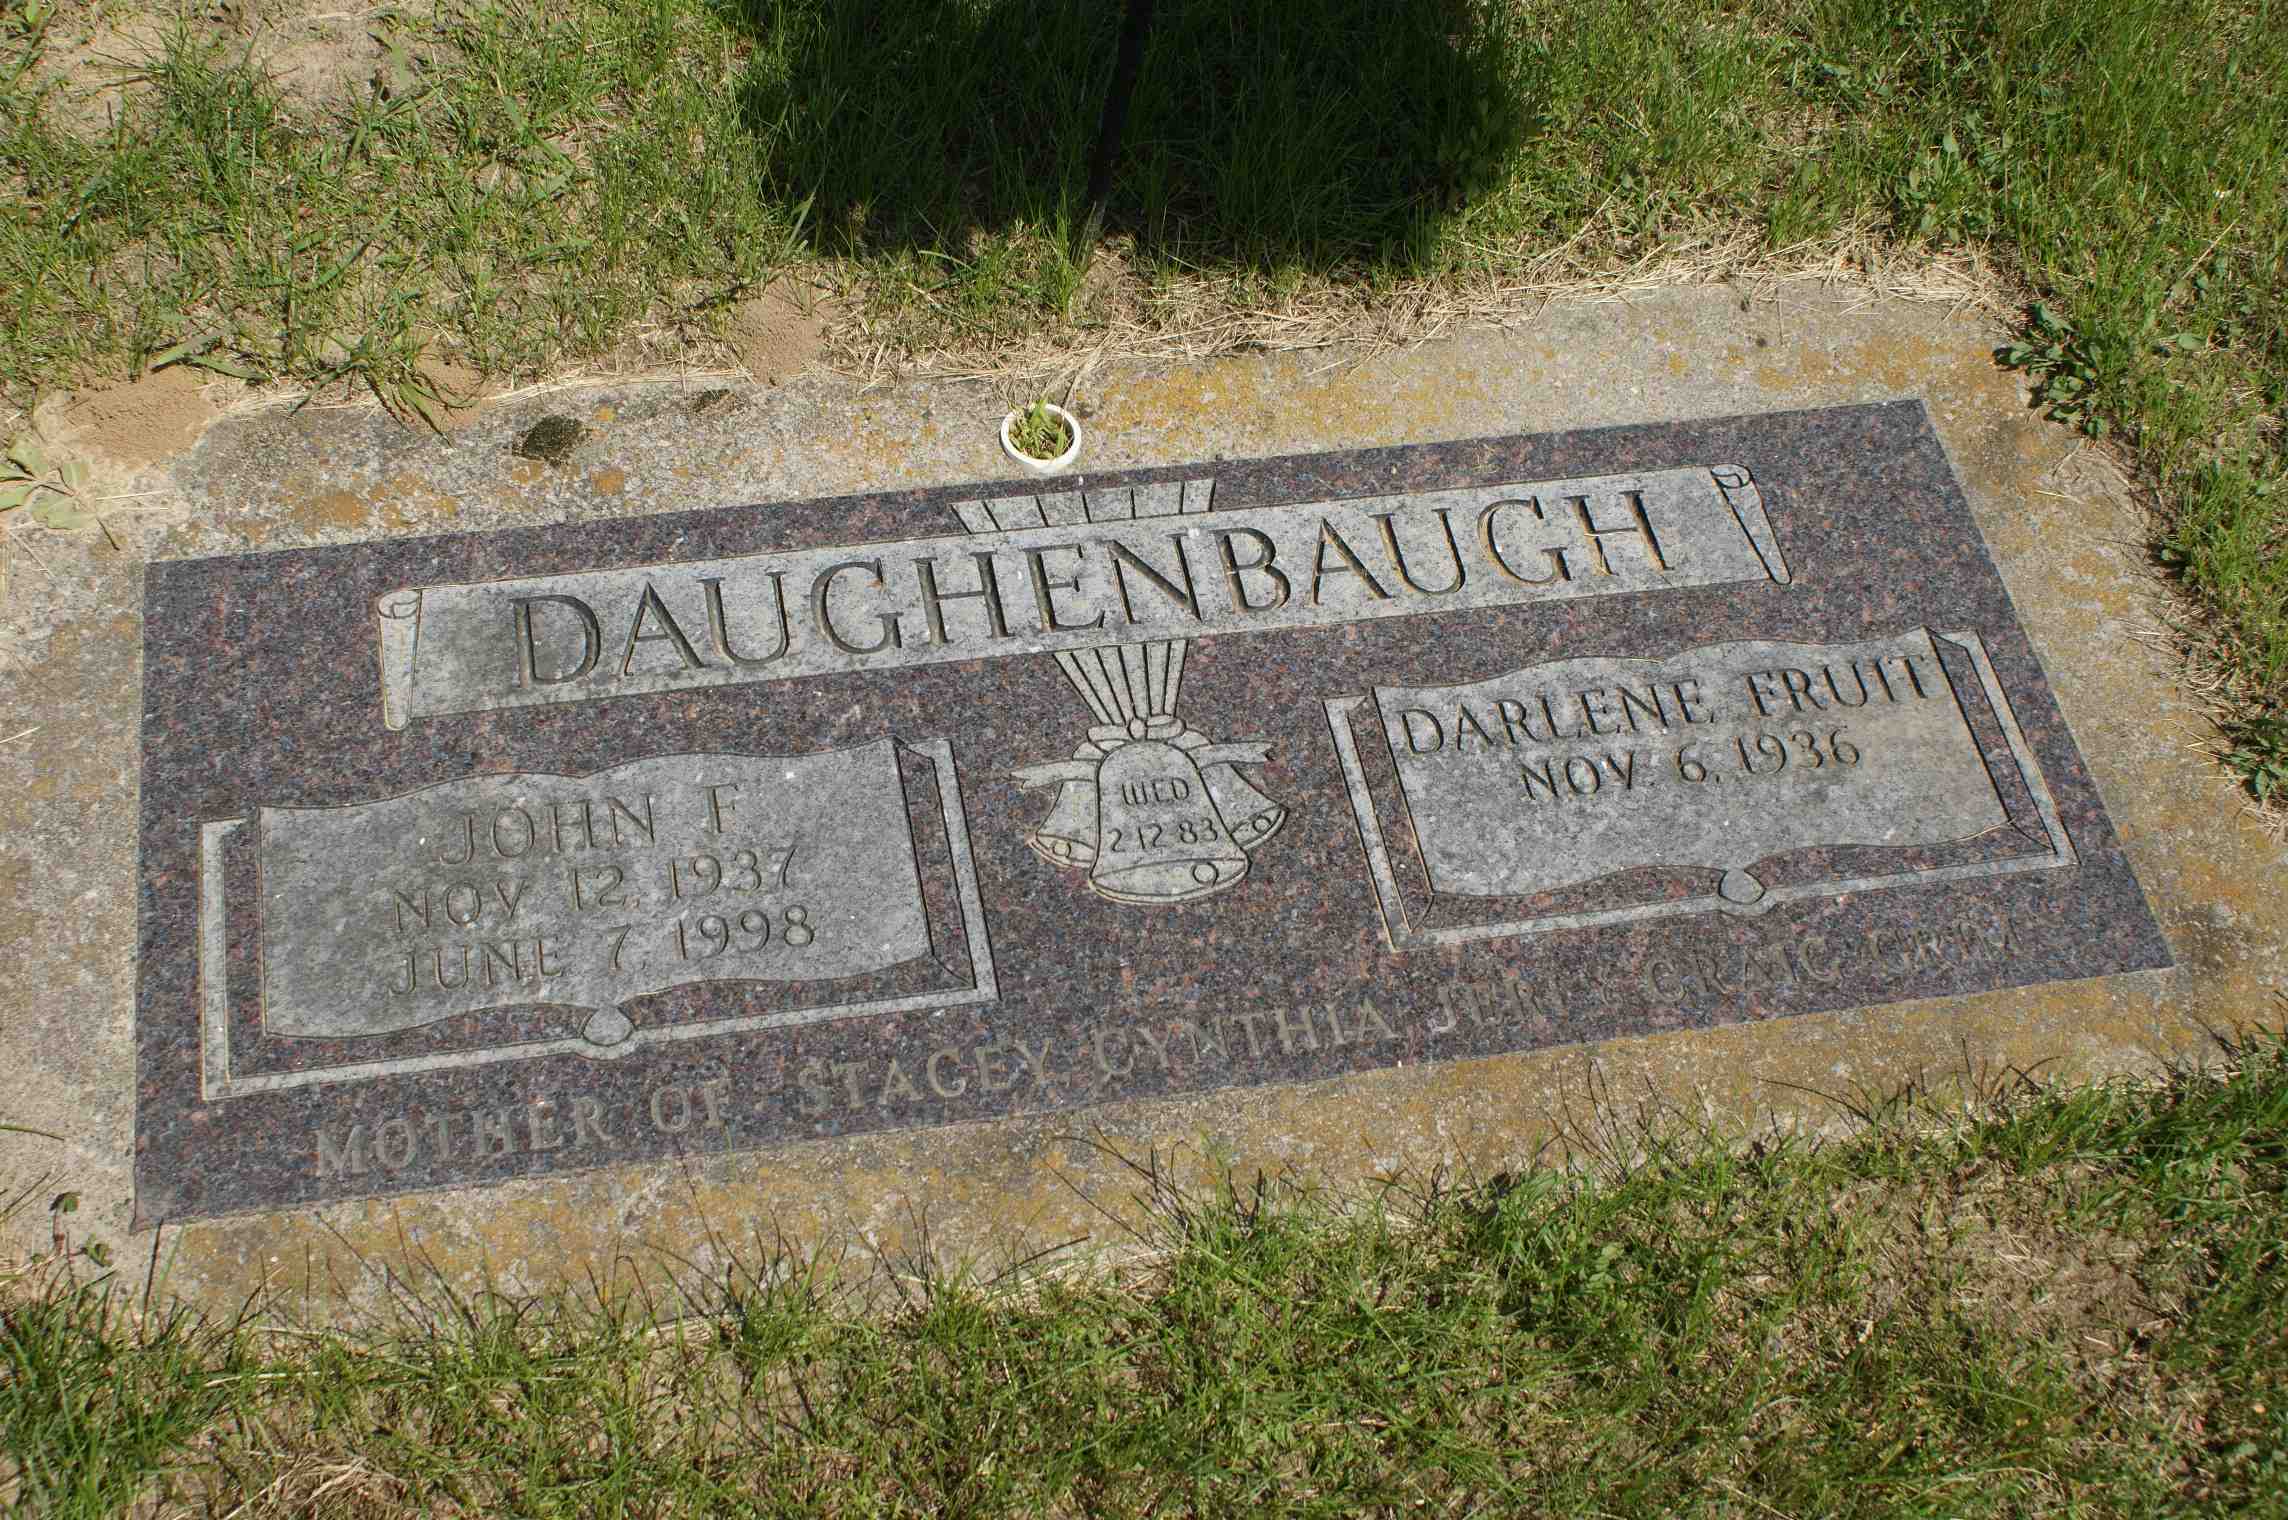 DAUGHENBAUGH
JOHN F
NOV 12, 1937
JUNE 7, 1998
WED
2-12-83
DARLENE FRUIT
NOV. 6, 1936
MOTHER OF STACEY, CYNTHIA, JERRY, CRAIG GRIM